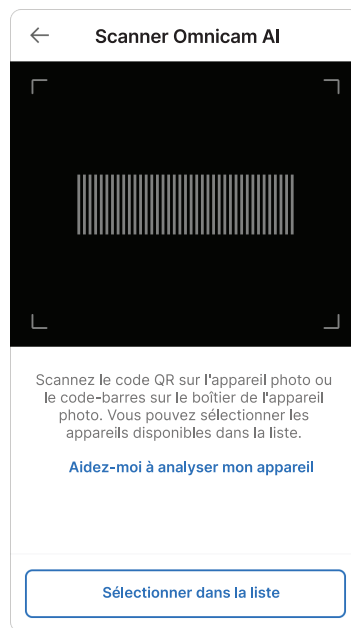 Scanner Omnicam AI
Scannez le code QR sur l'appareil photo ou
le code-barres sur le boîtier de l'appareil
photo. Vous pouvez sélectionner les
appareils disponibles dans la liste.
Aidez-moi à analyser mon appareil
Sélectionner dans la liste